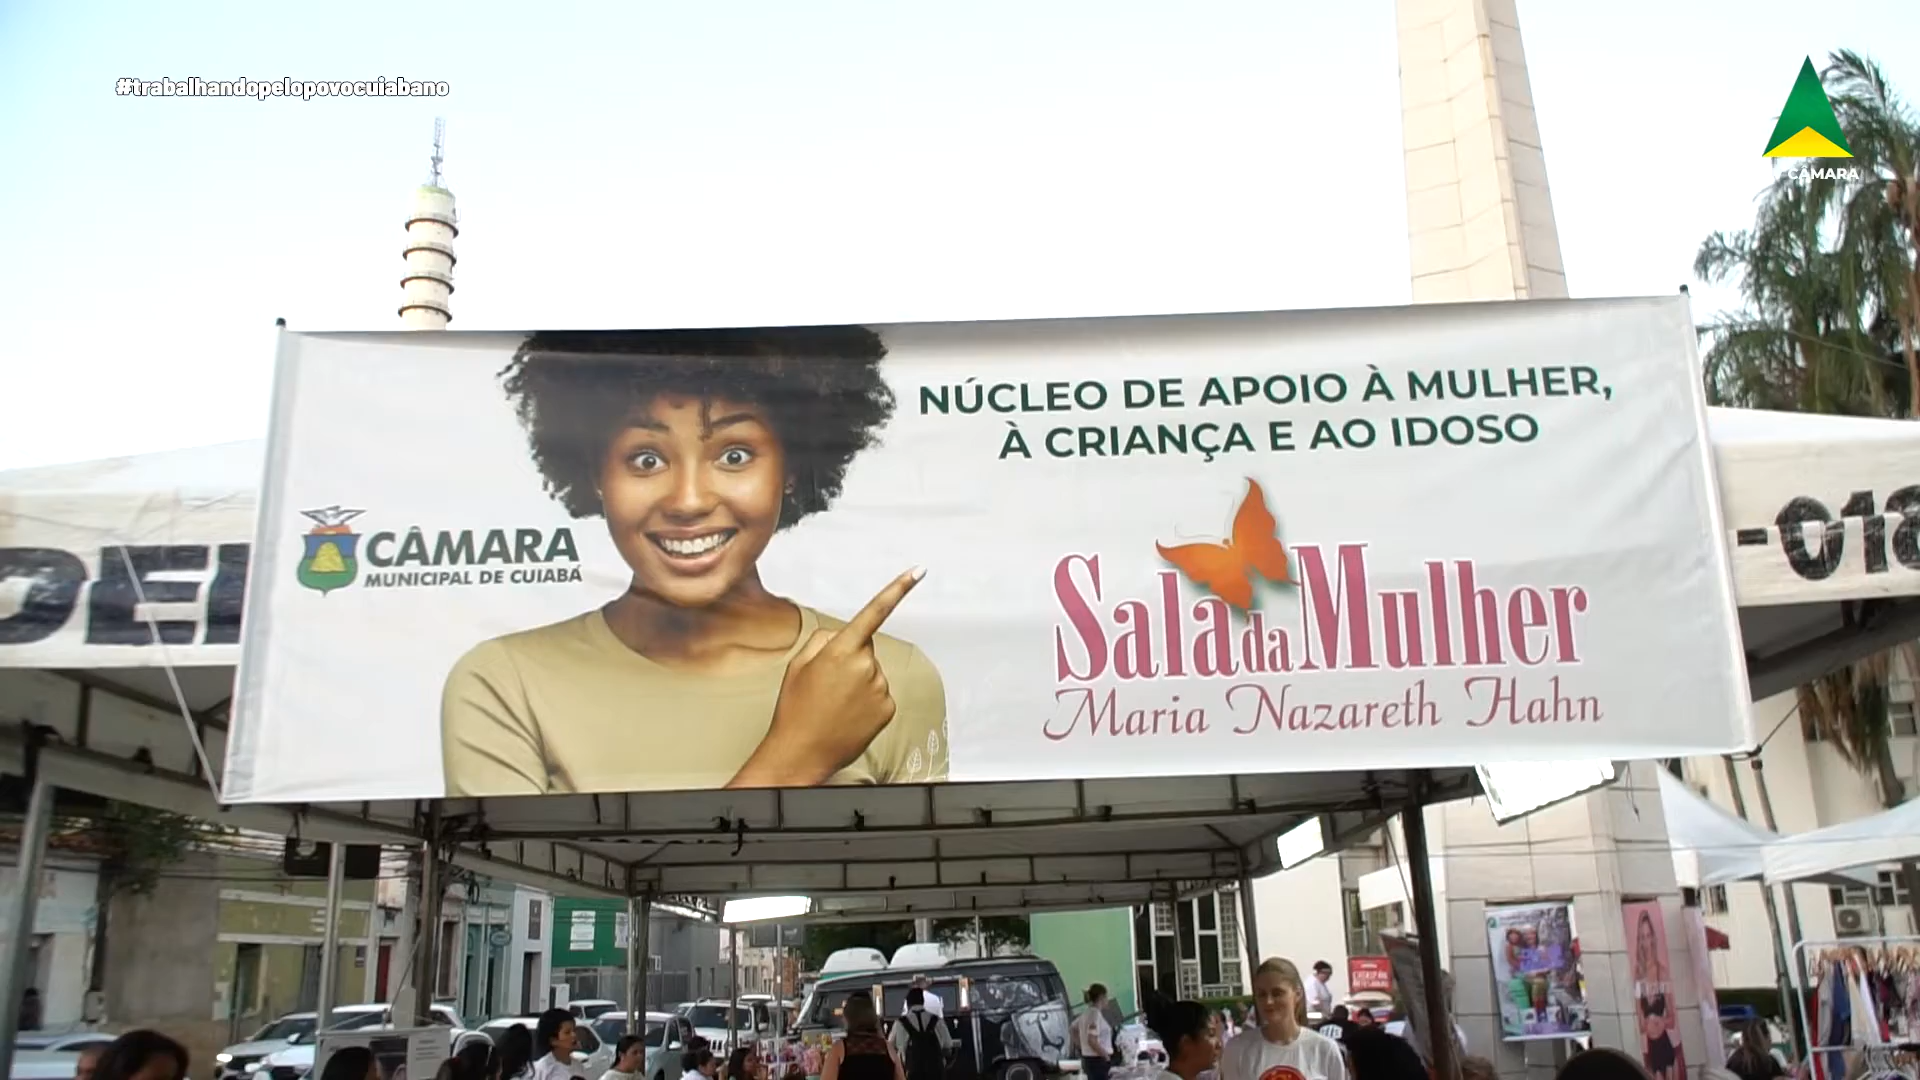 #trabalhandopelopovocuiabano
CÂMARA
NÚCLEO DE APOIO À MULHER,
À CRIANÇA E AO IDOSO
CÂMARA
MUNICIPAL DE CUIABÁ
Sala da Mulher
Maria Nazareth Hahn
-018